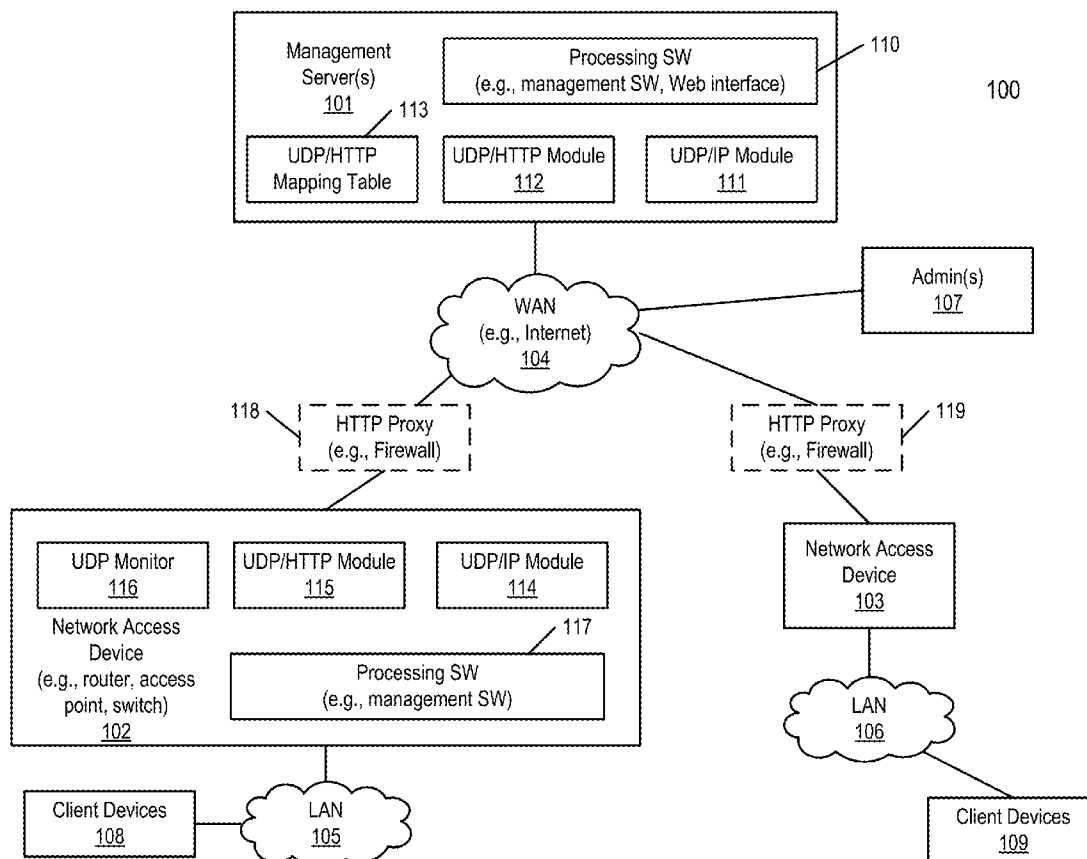 Management
Server(s)
101
Processing SW
(e.g., management SW, Web interface)
110
100
113
UDP/HTTP
Mapping Table
UDP/HTTP Module
112
UDP/IP Module
111
WAN
(e.g., Internet)
104
Admin(s)
107
118
HTTP Proxy
(e.g., Firewall)
HTTP Proxy
(e.g., Firewall)
119
UDP Monitor
116
UDP/HTTP Module
115
UDP/IP Module
114
Network Access
Device
(e.g., router, access
point, switch)
102
117
Processing SW
(e.g., management SW)
Network Access
Device
103
LAN
106
Client Devices
108
LAN
105
Client Devices
109